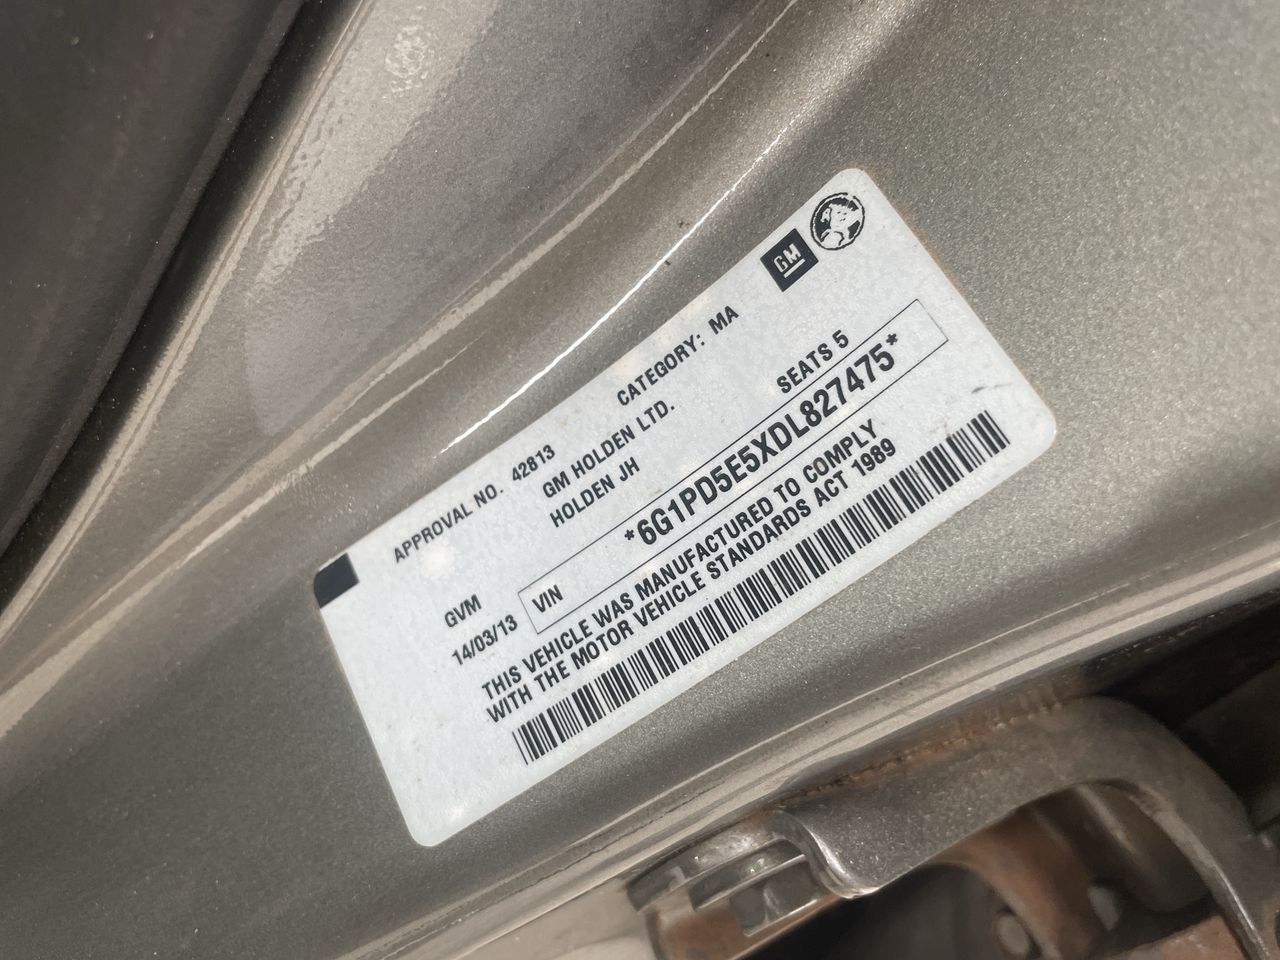 GM
APPROVAL NO. 42813 CATEGORY: MA
GM HOLDEN LTD.
HOLDEN JH SEATS 5
GVM
14/03/13 VIN *6G1PD5E5XDL827475*
THIS VEHICLE WAS MANUFACTURED TO COMPLY
WITH THE MOTOR VEHICLE STANDARDS ACT 1989